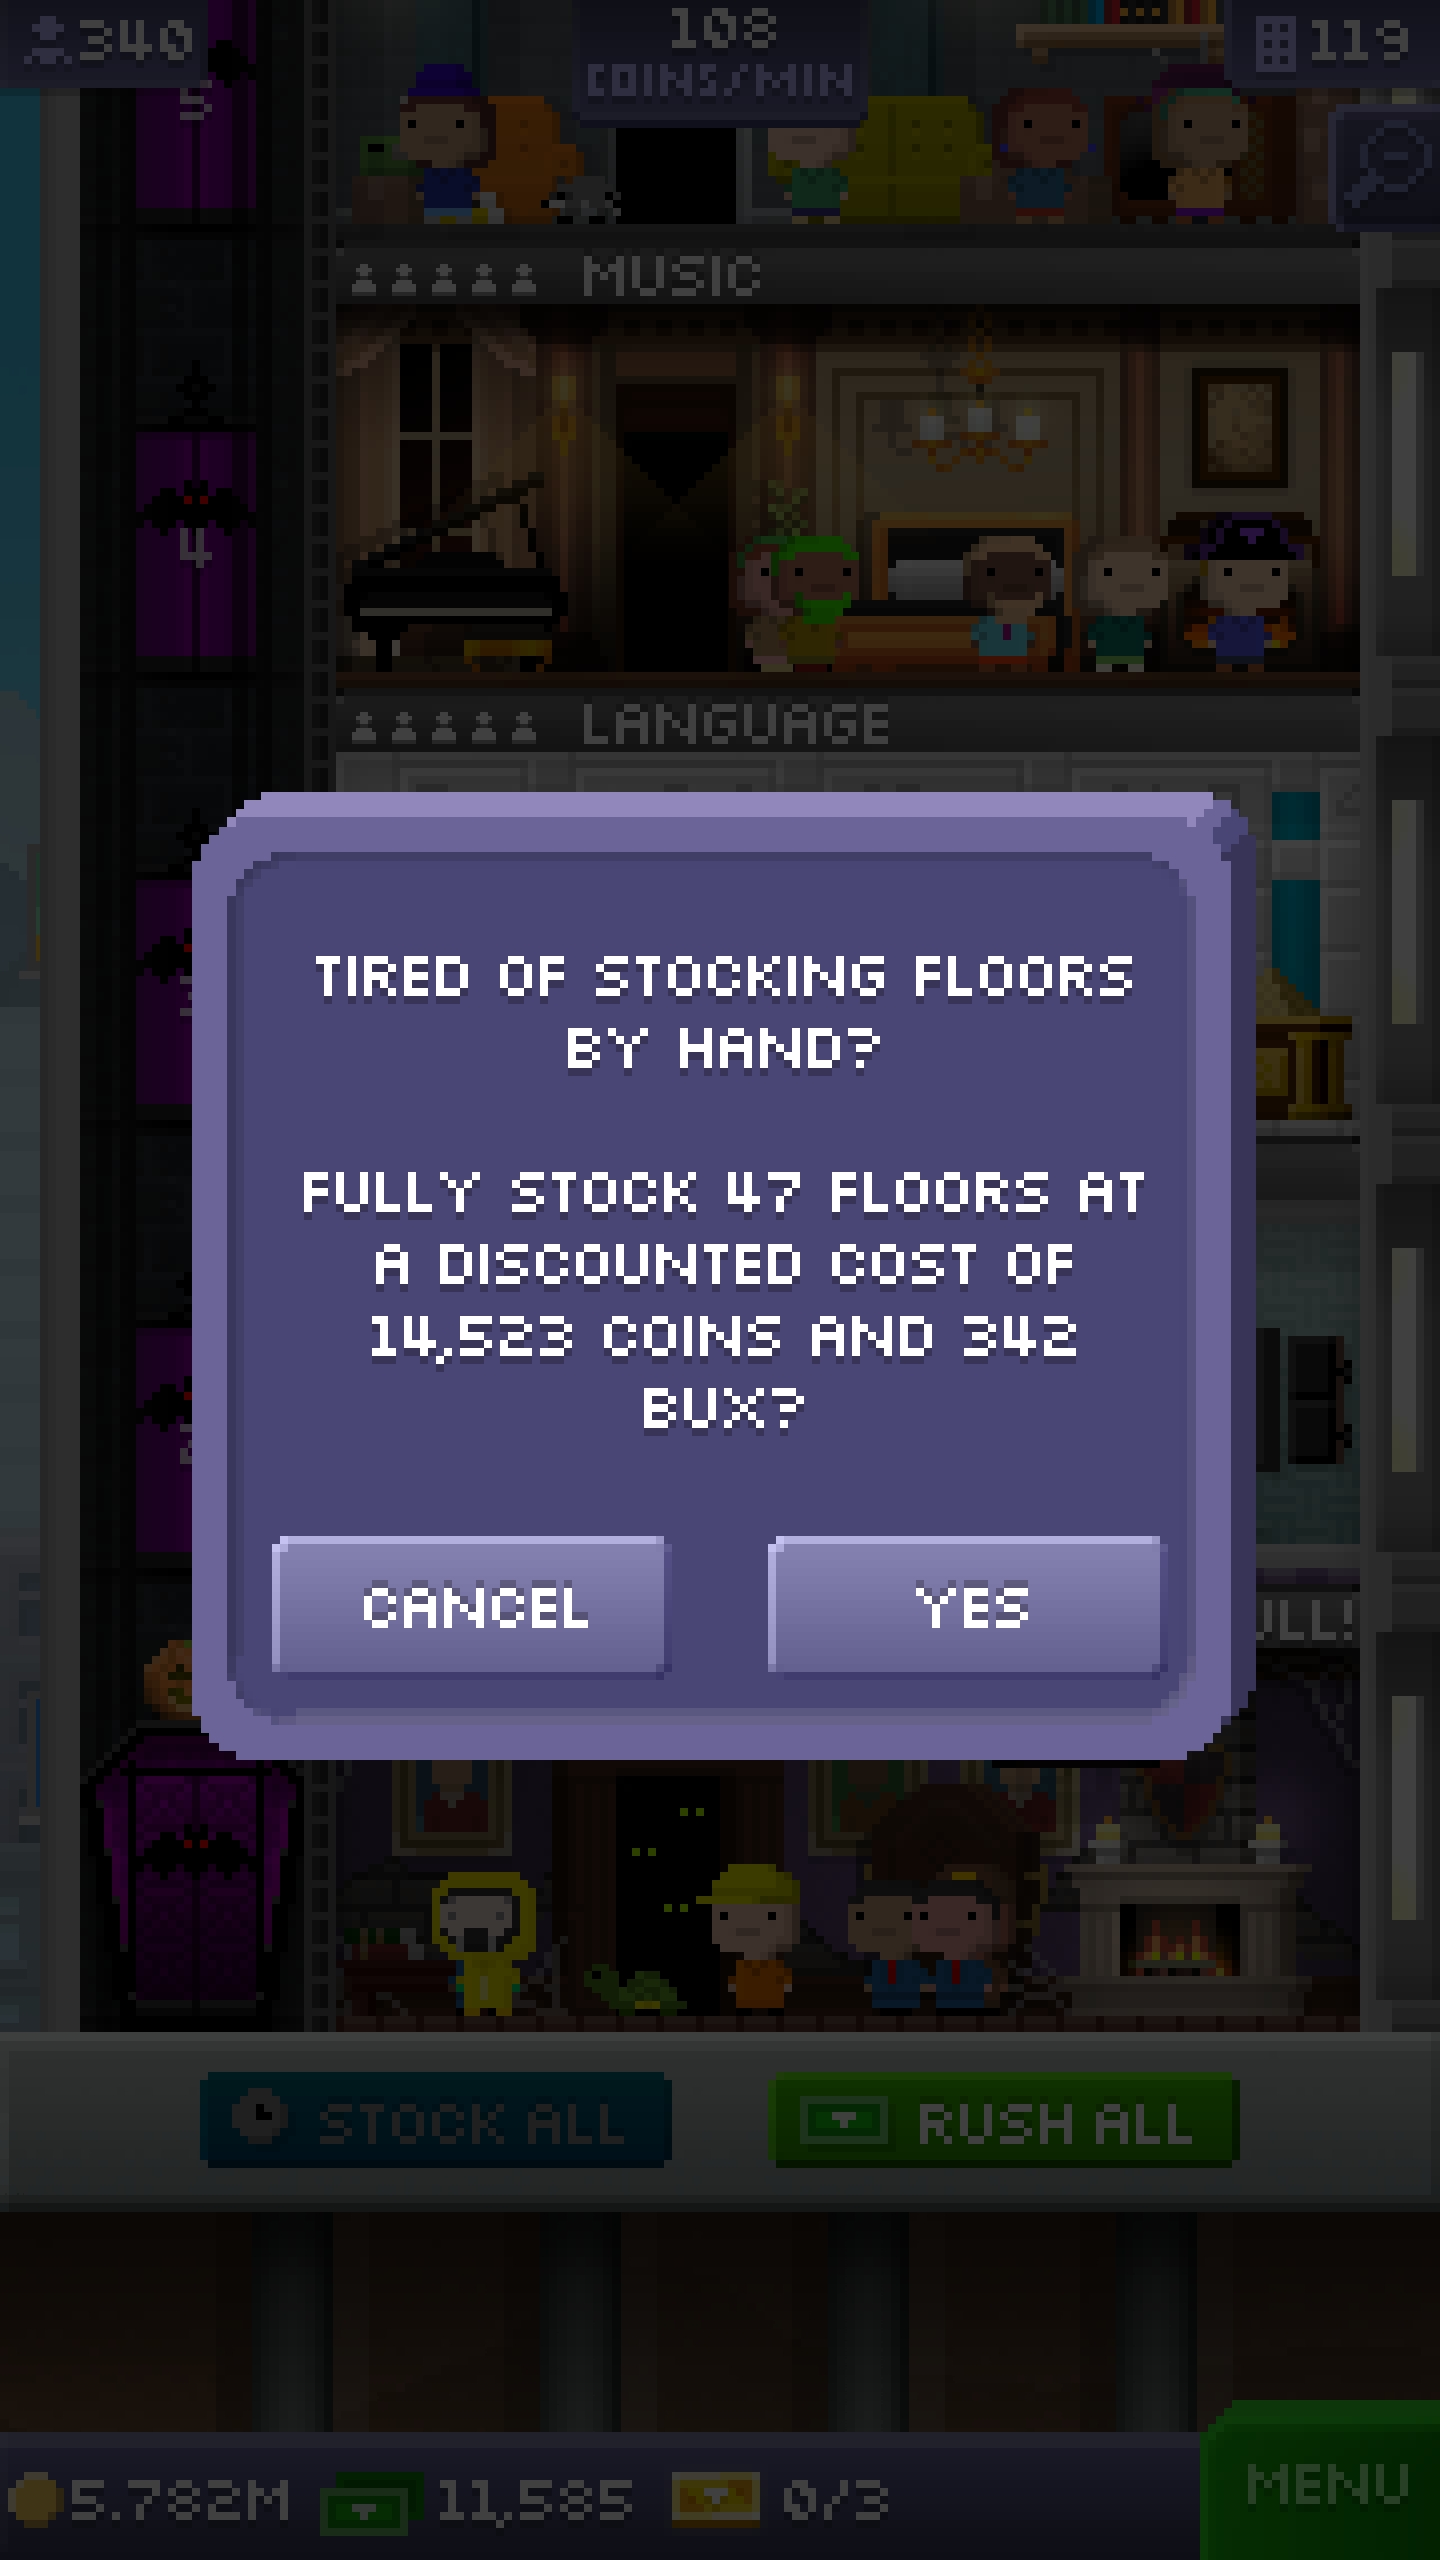 340
108
COINS/MIN
119
5
MUSIC
4
LANGUAGE
TIRED OF STOCKING FLOORS
BY HAND?
FULLY STOCK 47 FLOORS AT
A DISCOUNTED COST OF
14,523 COINS AND 342
BUX?
CANCEL
YES
STOCK ALL
RUSH ALL
5.782M
11,585
0/3
MENU